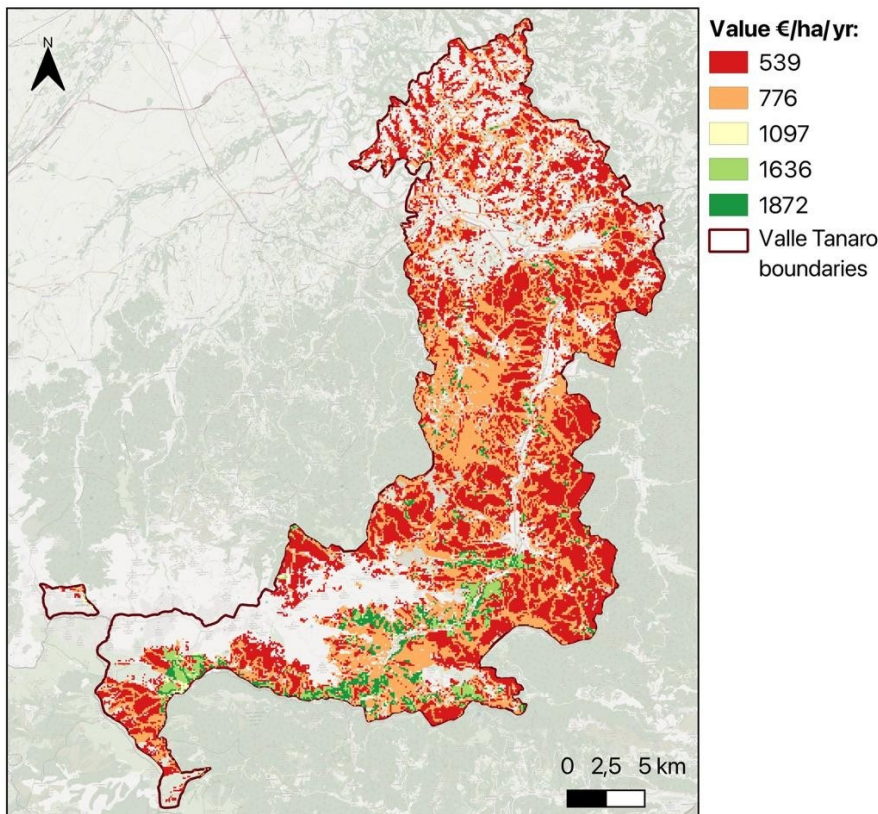 N
Value €/ha/yr:
539
776
1097
1636
1872
Valle Tanaro
boundaries
0 2,5 5 km